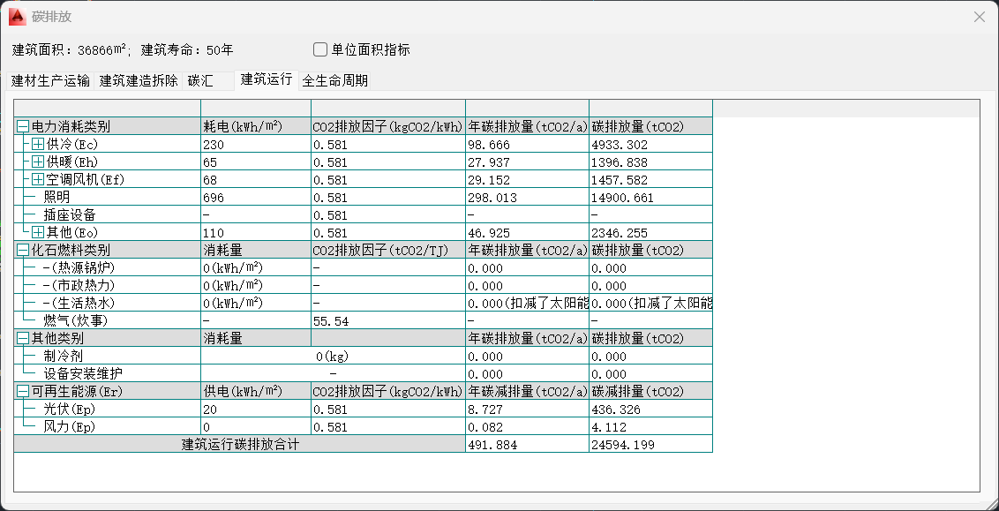 碳排放
建筑面积：36866m²；建筑寿命：50年 单位面积指标
建材生产运输 建筑建造拆除 碳汇 建筑运行 全生命周期
电力消耗类别 耗电(kWh/m²) CO2排放因子(kgCO2/kWh) 年碳排放量(tCO2/a) 碳排放量(tCO2)
供冷(Ec) 230 0.581 98.666 4933.302
供暖(Eh) 65 0.581 27.937 1396.838
空调风机(Ef) 68 0.581 29.152 1457.582
照明 696 0.581 298.013 14900.661
插座设备 - 0.581 - -
其他(Eo) 110 0.581 46.925 2346.255
化石燃料类别 消耗量 CO2排放因子(tCO2/TJ) 年碳排放量(tCO2/a) 碳排放量(tCO2)
-(热源锅炉) 0(kWh/m²) - 0.000 0.000
-(市政热力) 0(kWh/m²) - 0.000 0.000
-(生活热水) 0(kWh/m²) - 0.000(扣减了太阳能 0.000(扣减了太阳能
燃气(炊事) - 55.54 - -
其他类别 消耗量 年碳排放量(tCO2/a) 碳排放量(tCO2)
制冷剂 0(kg) 0.000 0.000
设备安装维护 - 0.000 0.000
可再生能源(Er) 供电(kWh/m²) CO2排放因子(kgCO2/kWh) 年碳减排量(tCO2/a) 碳减排量(tCO2)
光伏(Ep) 20 0.581 8.727 436.326
风力(Ep) 0 0.581 0.082 4.112
建筑运行碳排放合计 491.884 24594.199